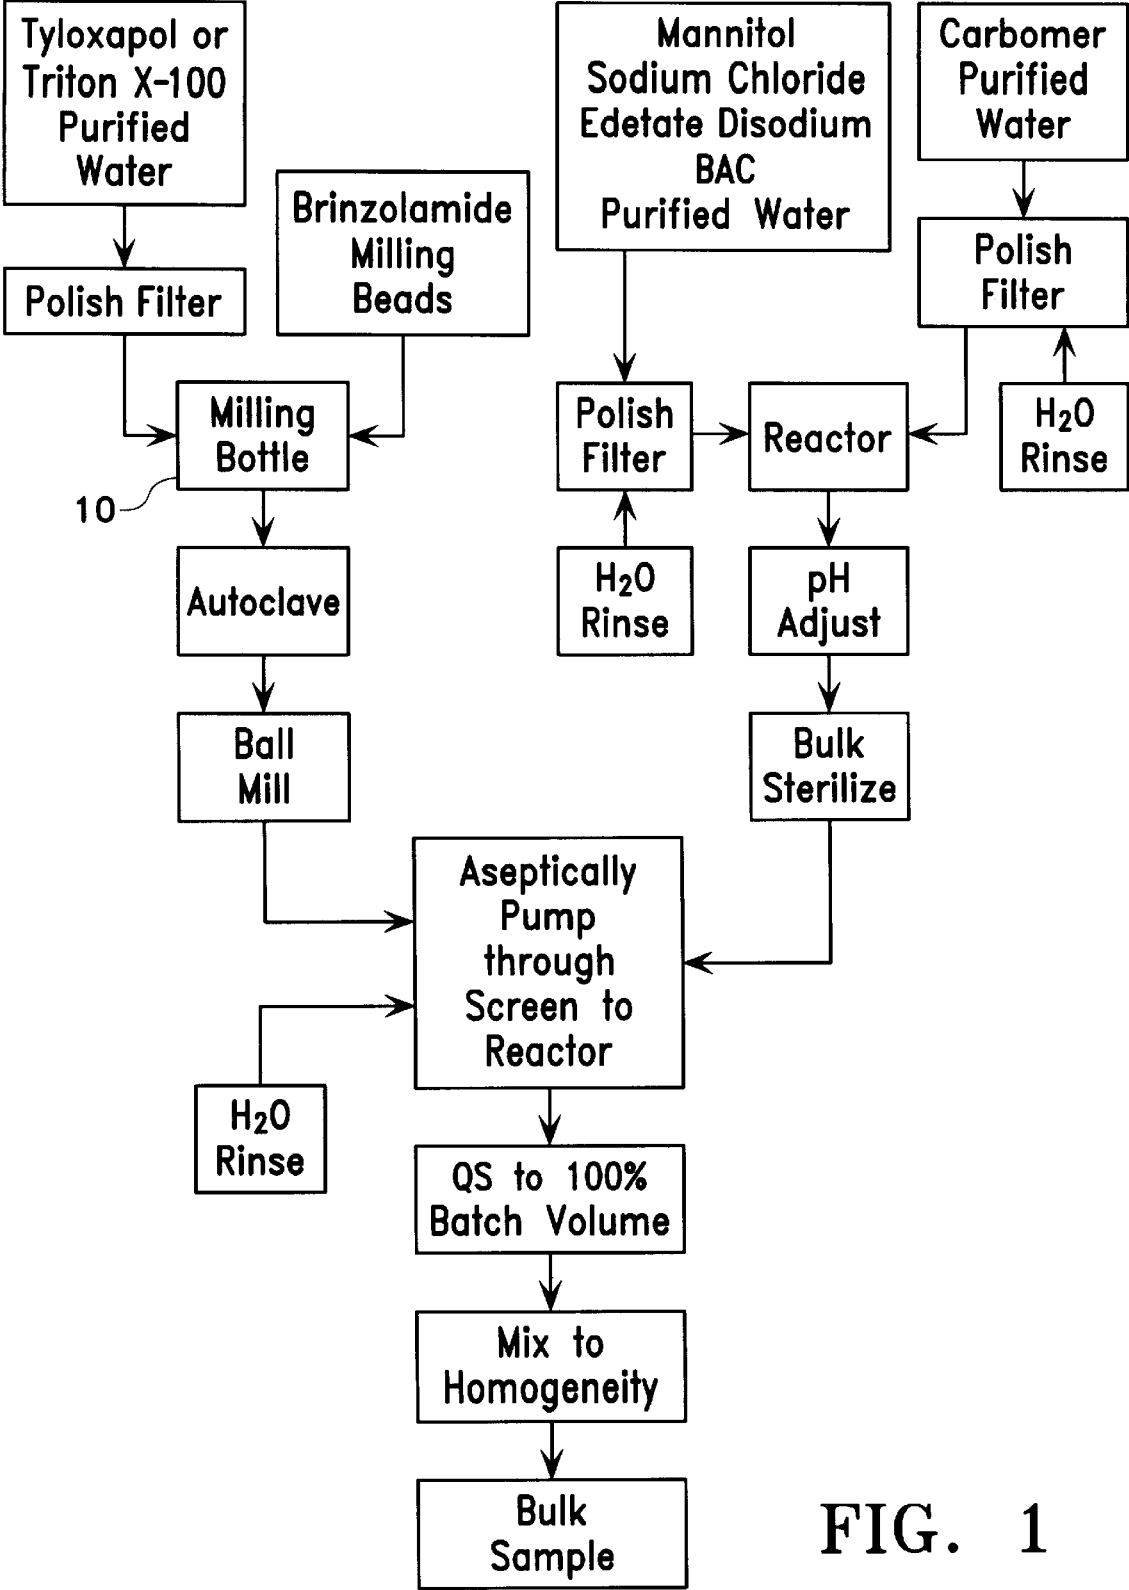 Tyloxapol or
Triton X-100
Purified
Water
Mannitol
Sodium Chloride
Edetate Disodium
BAC
Purified Water
Carbomer
Purified
Water
Brinzolamide
Milling
Beads
Polish Filter
Polish
Filter
Milling
Bottle
10
Polish
Filter
Reactor
H₂O
Rinse
Autoclave
H₂O
Rinse
pH
Adjust
Ball
Mill
Bulk
Sterilize
Aseptically
Pump
through
Screen to
Reactor
H₂O
Rinse
QS to 100%
Batch Volume
Mix to
Homogeneity
Bulk
Sample
FIG. 1